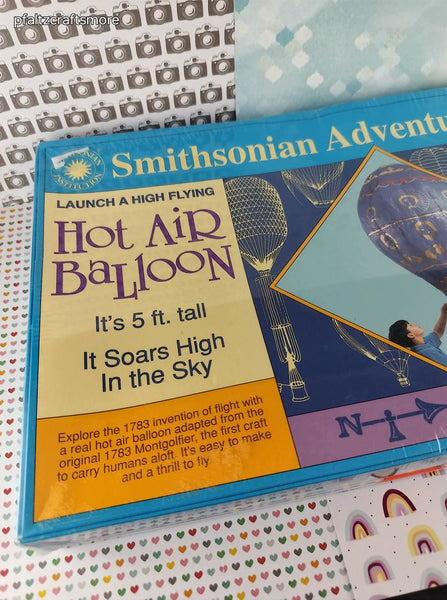 pfaltzcraftsmore
Smithsonian Adventu
LAUNCH A HIGH FLYING
HOT AIR
BALLOON
It's 5 ft. tall
It Soars High
In the Sky
Explore the 1783 invention of flight with
a real hot air balloon adapted from the
original 1783 Montgolfier, the first craft
to carry humans aloft. It's easy to make
and a thrill to fly
N